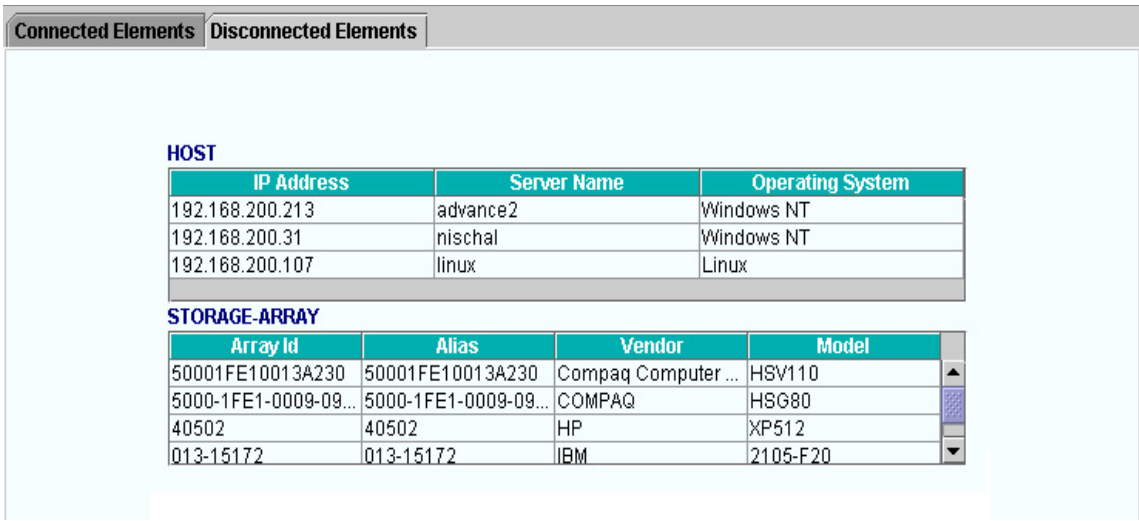 Connected Elements Disconnected Elements
HOST
IP Address Server Name Operating System
192.168.200.213 advance2 Windows NT
192.168.200.31 nischal Windows NT
192.168.200.107 linux Linux
STORAGE-ARRAY
Array Id Alias Vendor Model
50001FE10013A230 50001FE10013A230 Compaq Computer ... HSV110
5000-1FE1-0009-09... 5000-1FE1-0009-09... COMPAQ HSG80
40502 40502 HP XP512
013-15172 013-15172 IBM 2105-F20